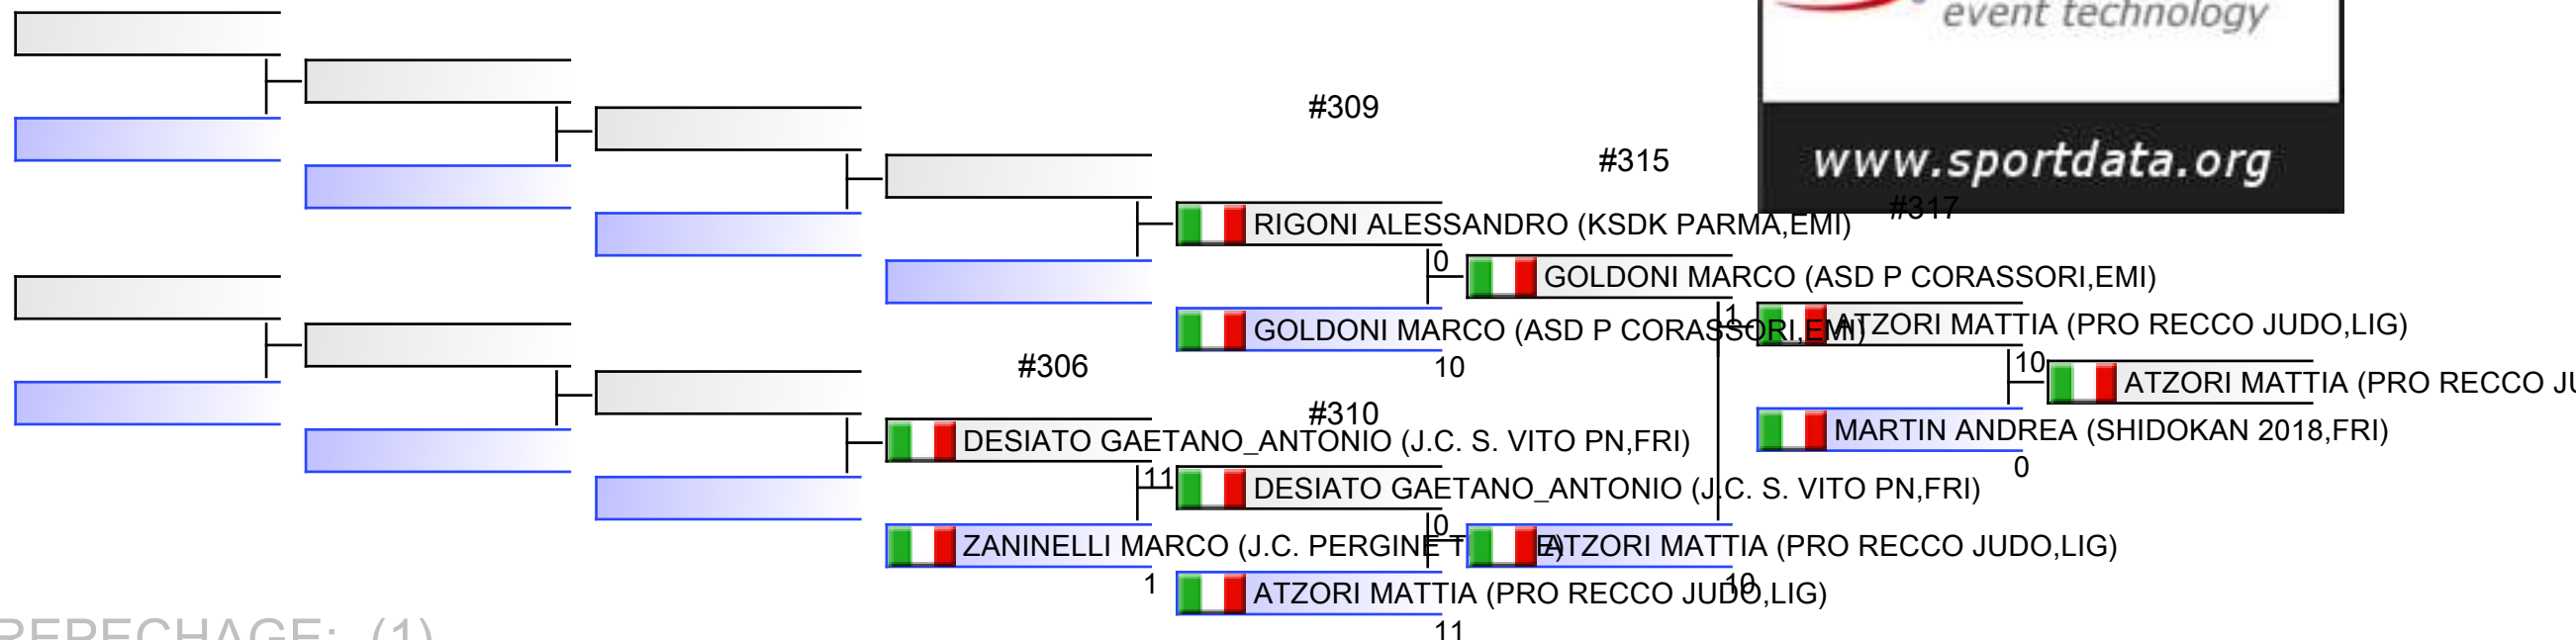 event technology
www.sportdata.org
#309
#315
#317
RIGONI ALESSANDRO (KSDK PARMA,EMI)
0
GOLDONI MARCO (ASD P CORASSORI,EMI)
1
GOLDONI MARCO (ASD P CORASSORI,EMI)
10
ATZORI MATTIA (PRO RECCO JUDO,LIG)
10
ATZORI MATTIA (PRO RECCO JU
MARTIN ANDREA (SHIDOKAN 2018,FRI)
0
#306
#310
DESIATO GAETANO_ANTONIO (J.C. S. VITO PN,FRI)
11
DESIATO GAETANO_ANTONIO (J.C. S. VITO PN,FRI)
0
ZANINELLI MARCO (J.C. PERGINE
1
ATZORI MATTIA (PRO RECCO JUDO,LIG)
10
ATZORI MATTIA (PRO RECCO JUDO,LIG)
11
REPECHAGE: (1)